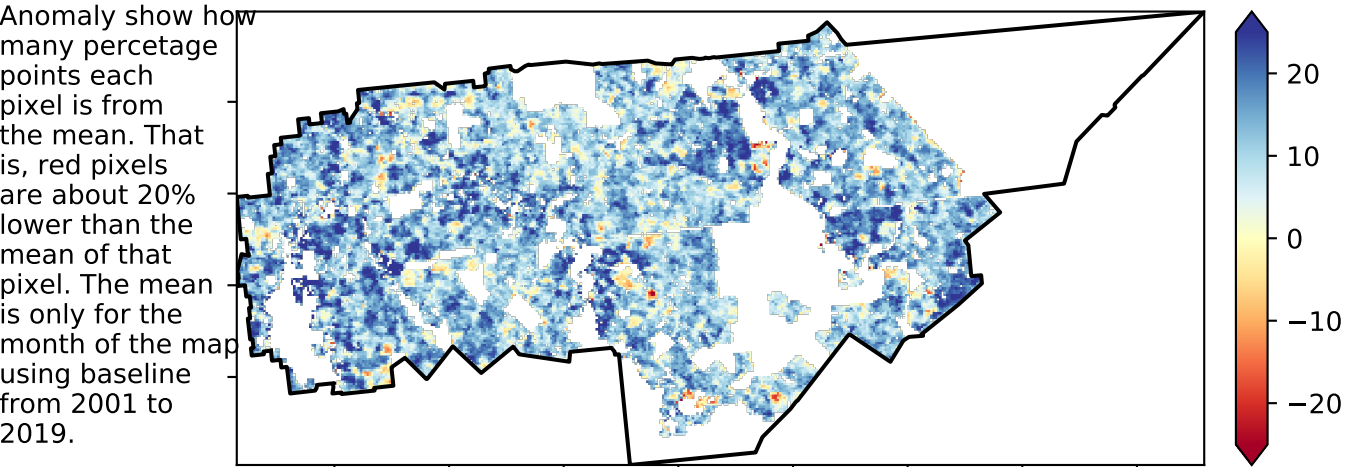 Anomaly show how
many percetage
points each
pixel is from
the mean. That
is, red pixels
are about 20%
lower than the
mean of that
pixel. The mean
is only for the
month of the map
using baseline
from 2001 to
2019.
20
10
0
−10
−20